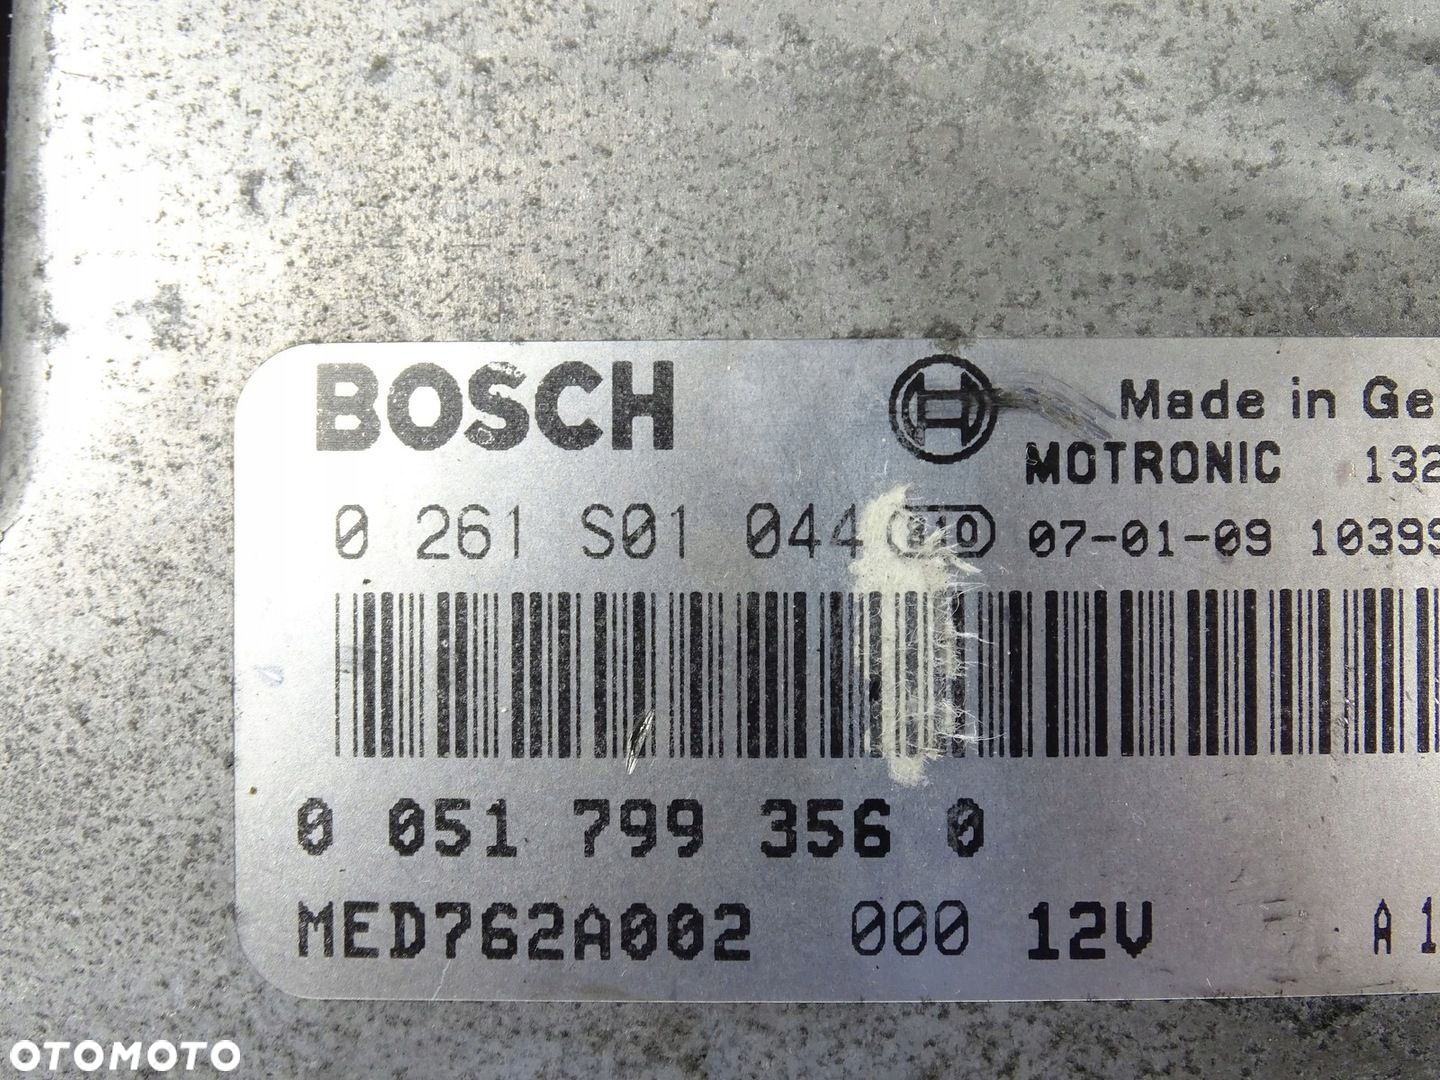 BOSCH
Made in Ge
MOTRONIC 132
0 261 S01 044 07-01-09 1039S
0 051 799 356 0
MED762A002 000 12V A 1
OTOMOTO